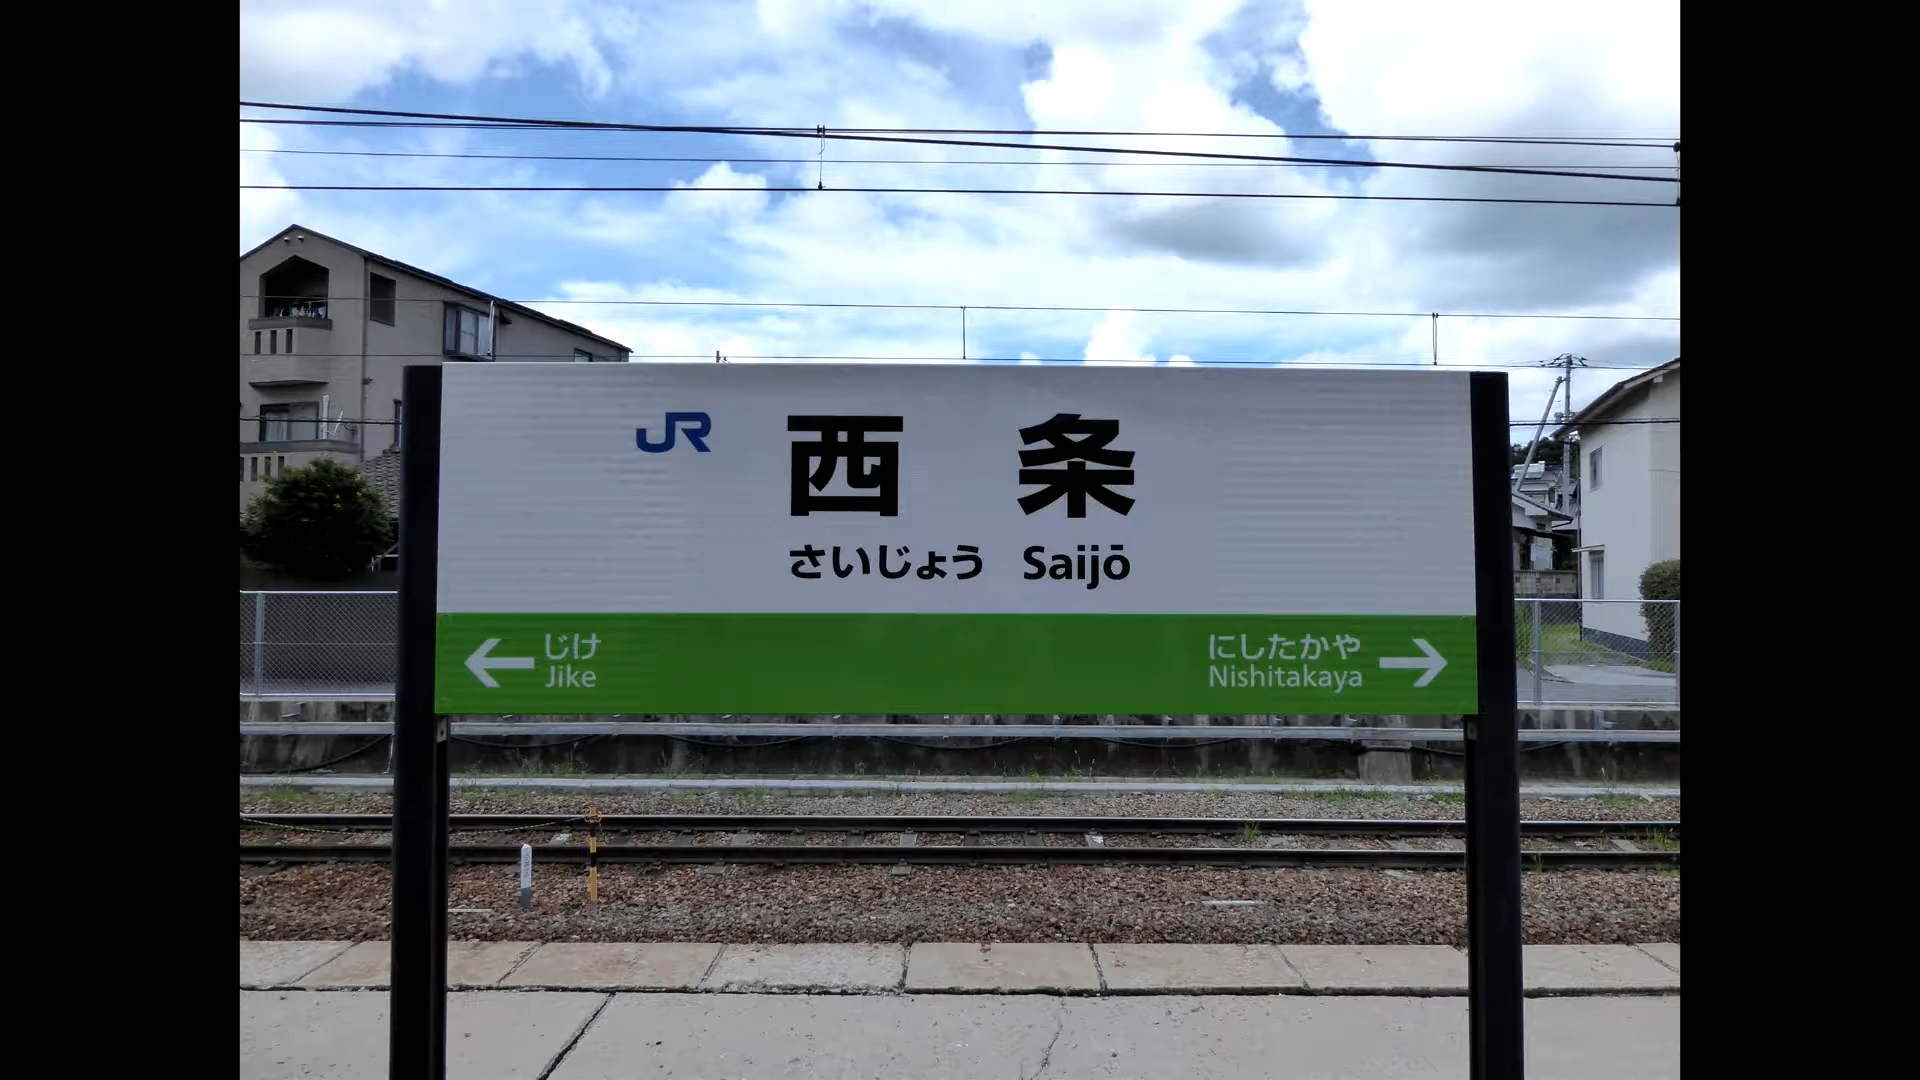 JR 西条
さいじょう Saijō
← じけ
Jike
にしたかや →
Nishitakaya